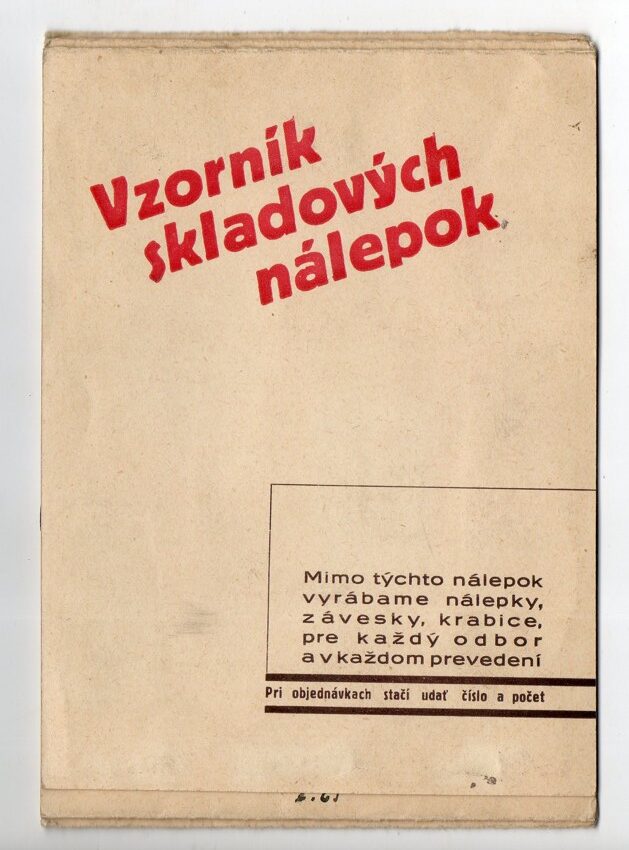 Vzorník
skladových
nálepok
Mimo týchto nálepok
vyrábame nálepky,
závesky, krabice,
pre každý odbor
a v každom prevedení
Pri objednávkach stačí udať číslo a počet